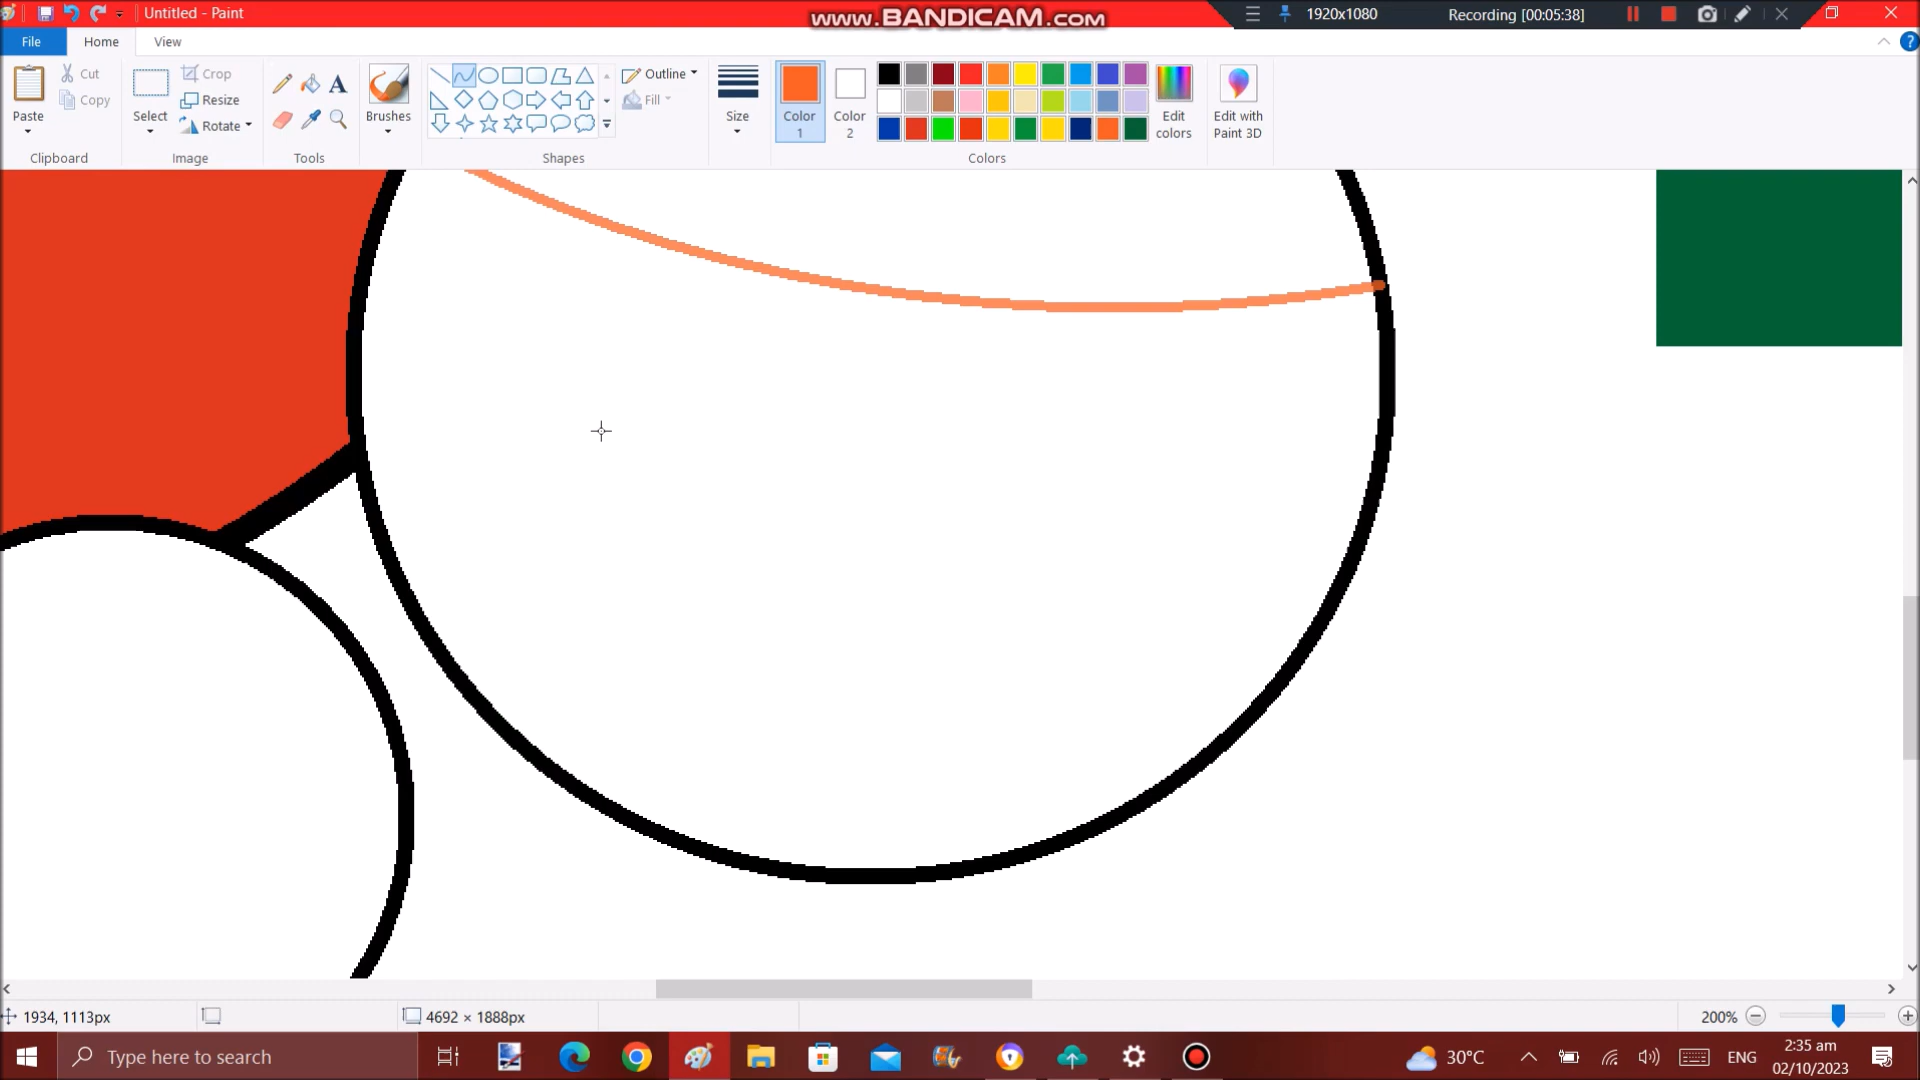 Untitled - Paint
www.BANDICAM.com
1920x1080
Recording [00:05:38]
File
Home
View
Paste
Cut
Copy
Clipboard
Select
Crop
Resize
Rotate
Image
A
Tools
Brushes
Shapes
Outline
Fill
Size
Color
1
Color
2
Colors
Edit
colors
Edit with
Paint 3D
1934, 1113px
4692 × 1888px
200%
Type here to search
30°C
ENG
2:35 am
02/10/2023